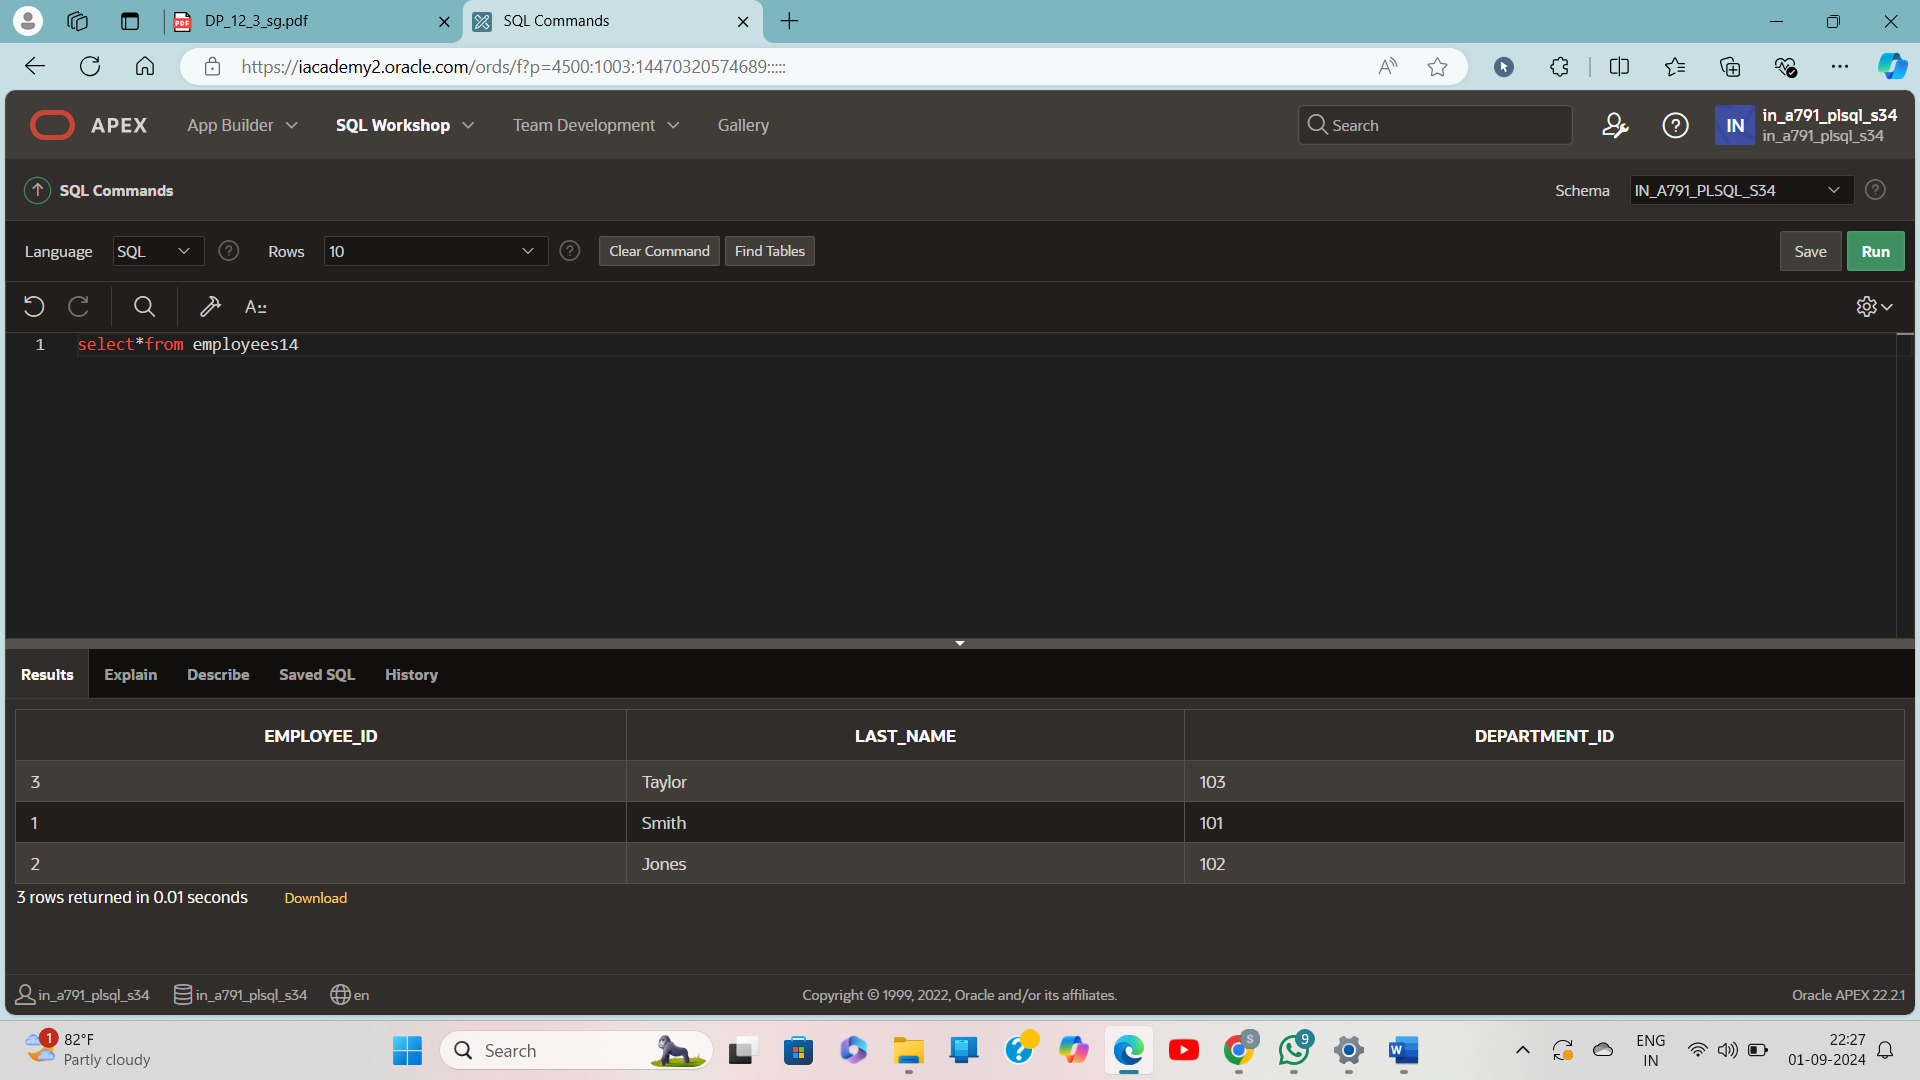 DP_12_3_sg.pdf
SQL Commands
https://iacademy2.oracle.com/ords/f?p=4500:1003:14470320574689:::::
APEX App Builder SQL Workshop Team Development Gallery Search IN in_a791_plsql_s34
in_a791_plsql_s34
SQL Commands Schema IN_A791_PLSQL_S34
Language SQL Rows 10 Clear Command Find Tables Save Run
1 select*from employees14
Results Explain Describe Saved SQL History
EMPLOYEE_ID LAST_NAME DEPARTMENT_ID
3 Taylor 103
1 Smith 101
2 Jones 102
3 rows returned in 0.01 seconds Download
in_a791_plsql_s34 in_a791_plsql_s34 en Copyright © 1999, 2022, Oracle and/or its affiliates. Oracle APEX 22.2.1
1 82°F
Partly cloudy
Search
S
9
W
ENG
IN
22:27
01-09-2024